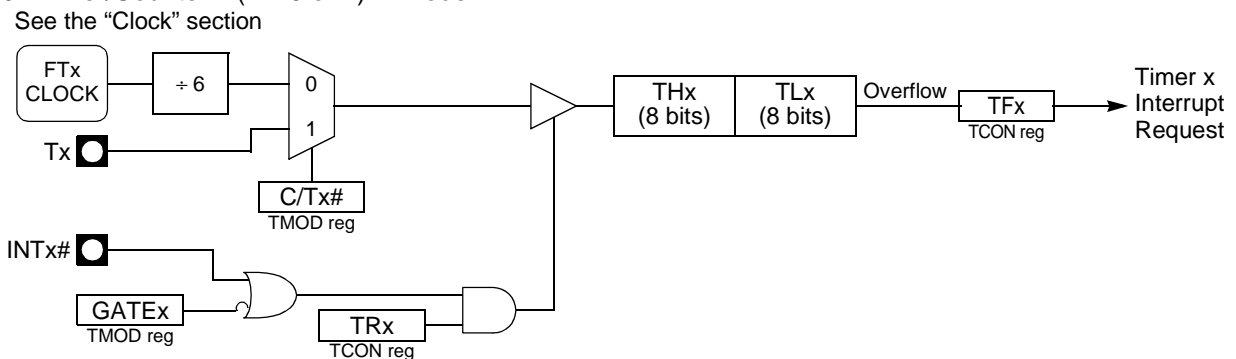 See the “Clock” section
FTx
CLOCK
÷ 6
0
1
Tx
C/Tx#
TMOD reg
THx
(8 bits)
TLx
(8 bits)
Overflow
TFx
TCON reg
Timer x
Interrupt
Request
INTx#
GATEx
TMOD reg
TRx
TCON reg